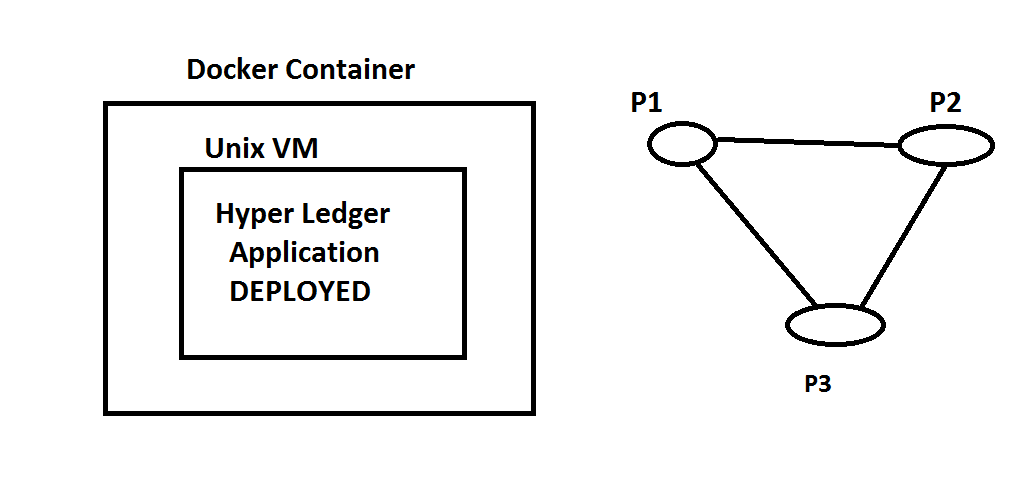 Docker Container
Unix VM
Hyper Ledger
Application
DEPLOYED
P1
P2
P3